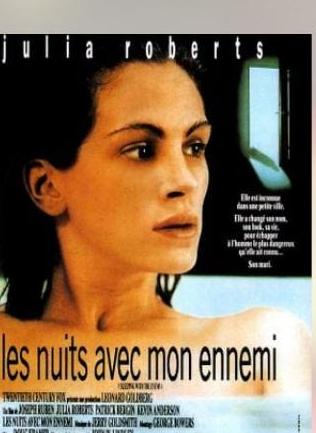 julia roberts
Elle est inconnue
dans une petite ville.
Elle a changé son nom,
son look, sa vie,
pour échapper
à l'homme le plus dangereux
qu'elle ait connu...
Son mari.
les nuits avec mon ennemi
(SLEEPING WITH THE ENEMY)
TWENTIETH CENTURY FOX présente une production LEONARD GOLDBERG
Un film de JOSEPH RUBEN JULIA ROBERTS PATRICK BERGIN KEVIN ANDERSON
LES NUITS AVEC MON ENNEMI Musique de JERRY GOLDSMITH Montage GEORGE BOWERS